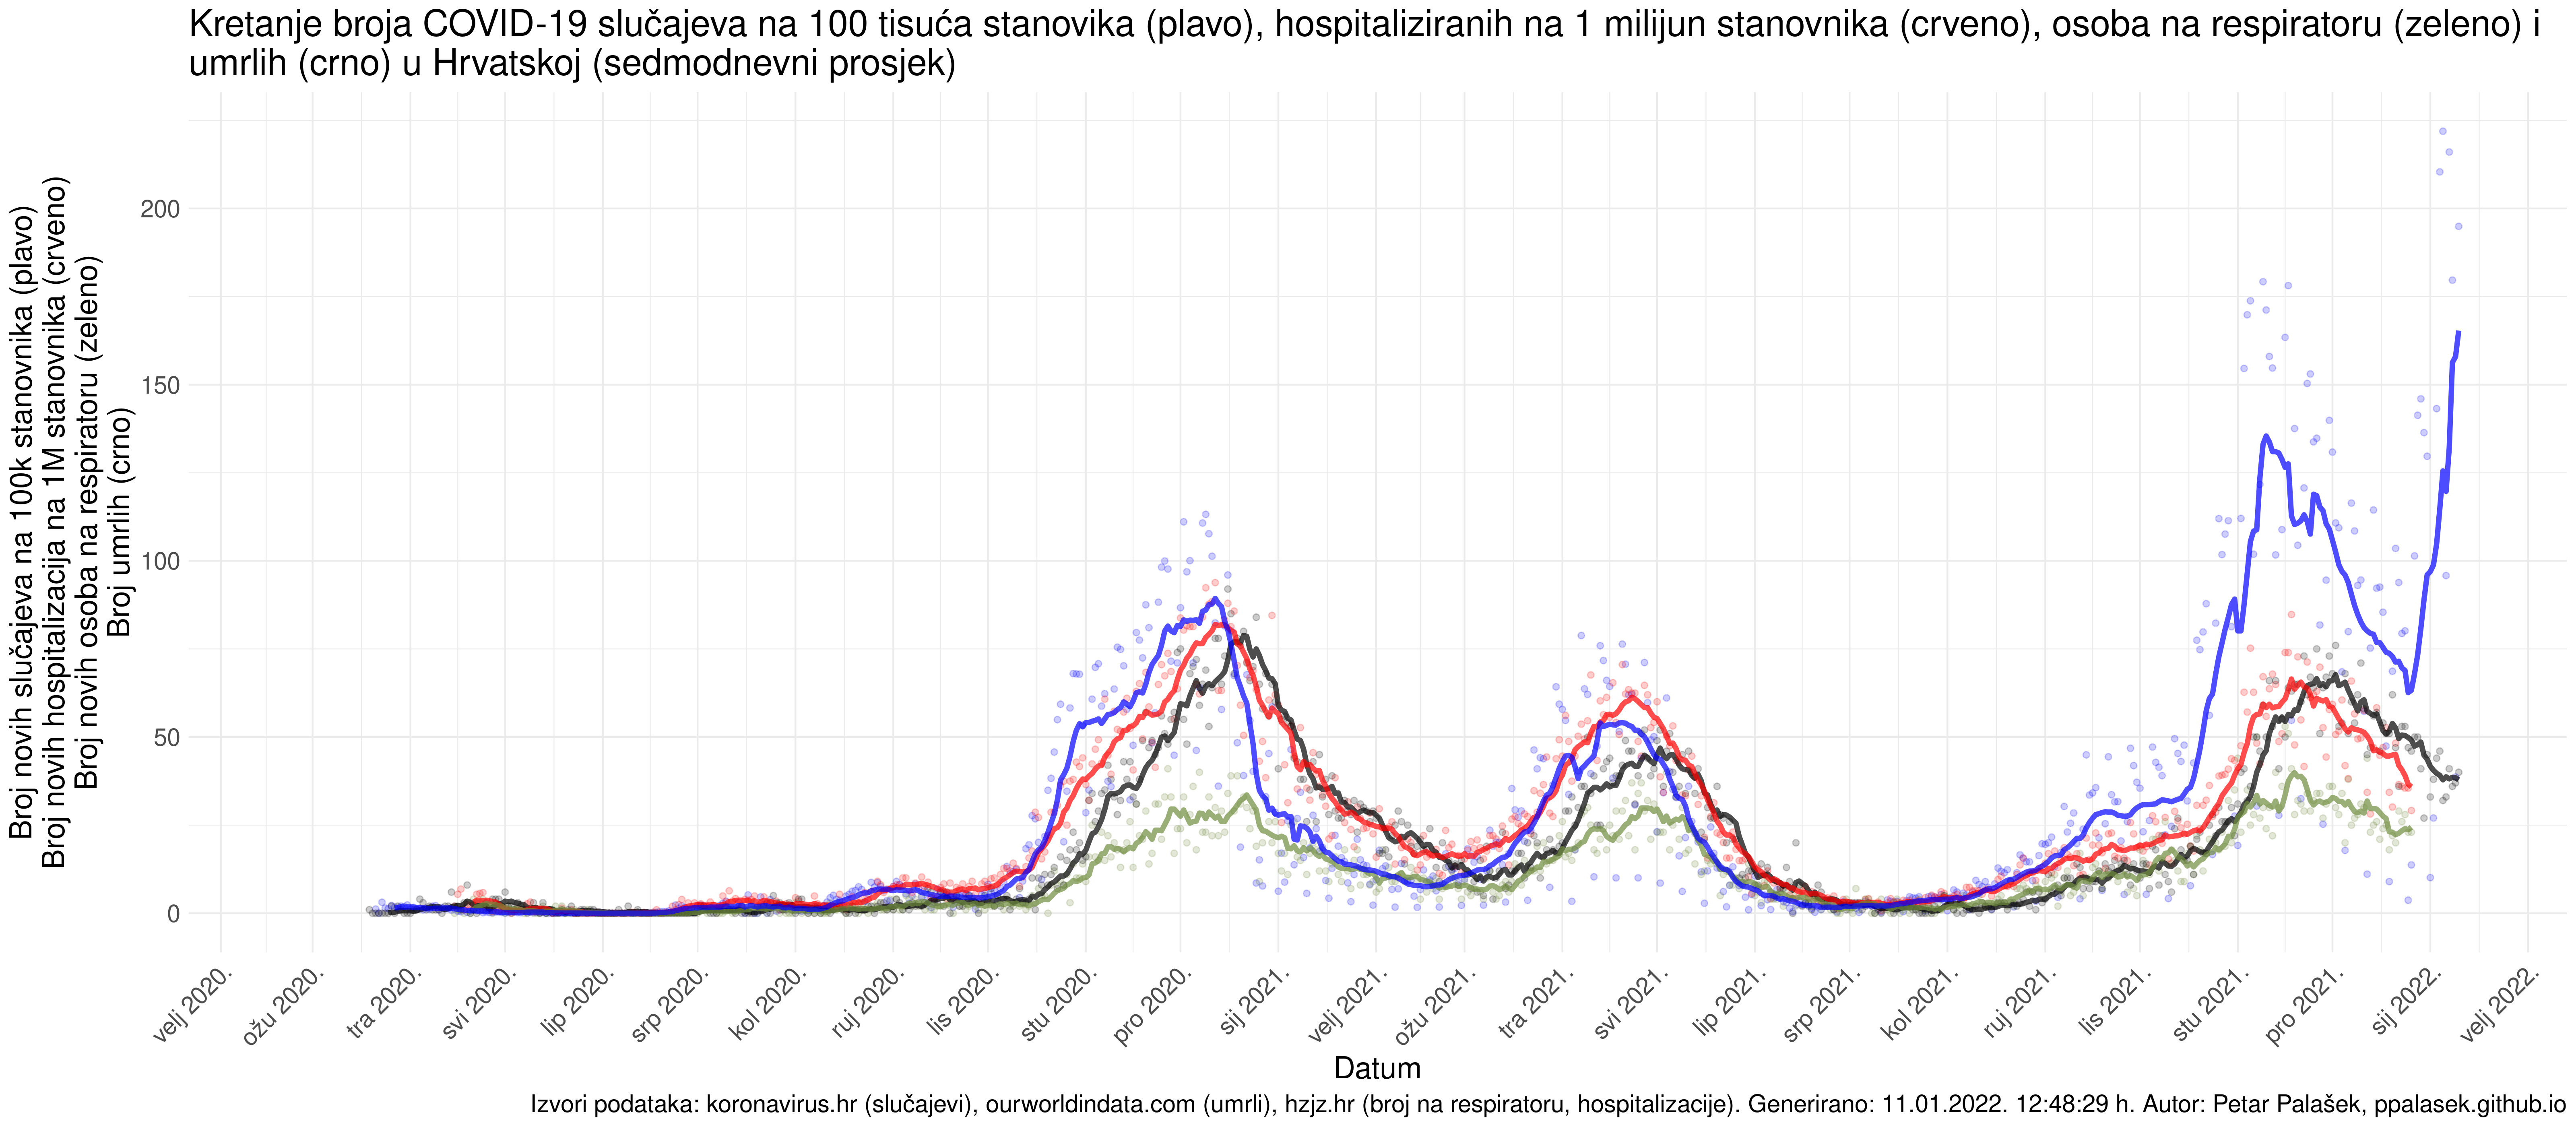 Kretanje broja COVID-19 slučajeva na 100 tisuća stanovika (plavo), hospitaliziranih na 1 milijun stanovnika (crveno), osoba na respiratoru (zeleno) i
umrlih (crno) u Hrvatskoj (sedmodnevni prosjek)
Broj novih slučajeva na 100k stanovnika (plavo)
Broj novih hospitalizacija na 1M stanovnika (crveno)
Broj novih osoba na respiratoru (zeleno)
Broj umrlih (crno)
200
150
100
50
0
velj 2020.
ožu 2020.
tra 2020.
svi 2020.
lip 2020.
srp 2020.
kol 2020.
ruj 2020.
lis 2020.
stu 2020.
pro 2020.
sij 2021.
velj 2021.
ožu 2021.
tra 2021.
svi 2021.
lip 2021.
srp 2021.
kol 2021.
ruj 2021.
lis 2021.
stu 2021.
pro 2021.
sij 2022.
velj 2022.
Datum
Izvori podataka: koronavirus.hr (slučajevi), ourworldindata.com (umrli), hzjz.hr (broj na respiratoru, hospitalizacije). Generirano: 11.01.2022. 12:48:29 h. Autor: Petar Palašek, ppalasek.github.io